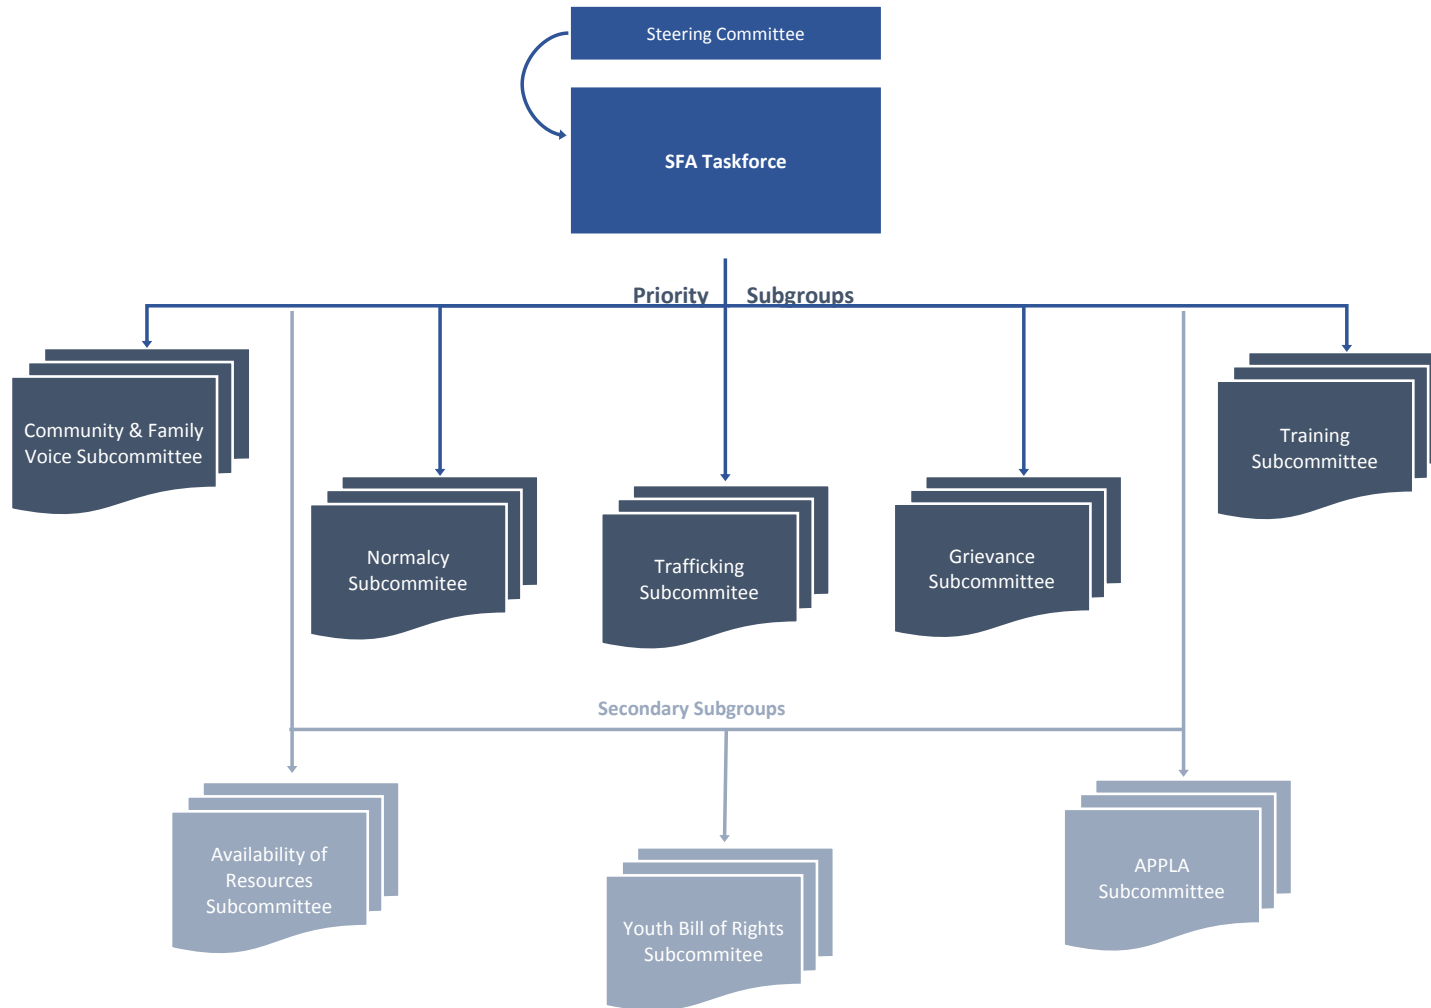 Steering Committee
SFA Taskforce
Priority Subgroups
Community & Family
Voice Subcommittee
Training
Subcommittee
Normalcy
Subcommitee
Trafficking
Subcommitee
Grievance
Subcommittee
Secondary Subgroups
Availability of
Resources
Subcommittee
Youth Bill of Rights
Subcommitee
APPLA
Subcommittee